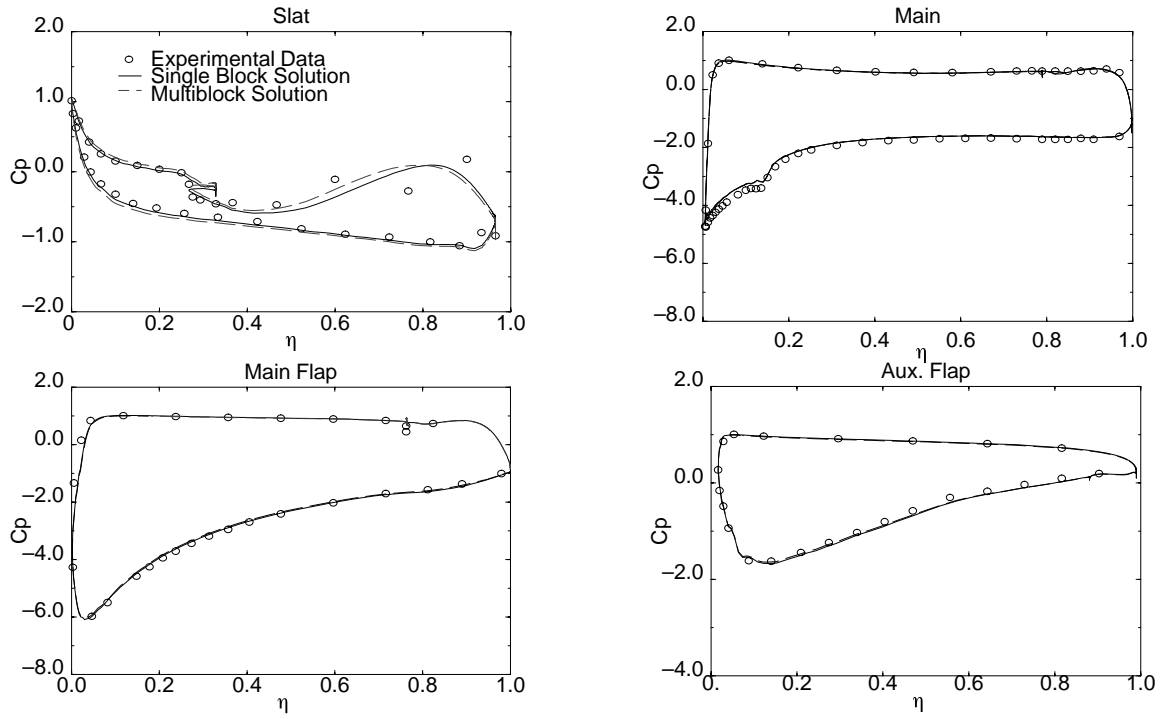 Slat
2.0
1.0
0.0
–1.0
–2.0
Cp
Experimental Data
Single Block Solution
Multiblock Solution
0 0.2 0.4 0.6 0.8 1.0
η
Main
2.0
0.0
–2.0
–4.0
–6.0
–8.0
Cp
0.2 0.4 0.6 0.8 1.0
η
Main Flap
2.0
0.0
–2.0
–4.0
–6.0
–8.0
Cp
0.0 0.2 0.4 0.6 0.8 1.0
η
Aux. Flap
2.0
0.0
–2.0
–4.0
Cp
0. 0.2 0.4 0.6 0.8 1.0
η